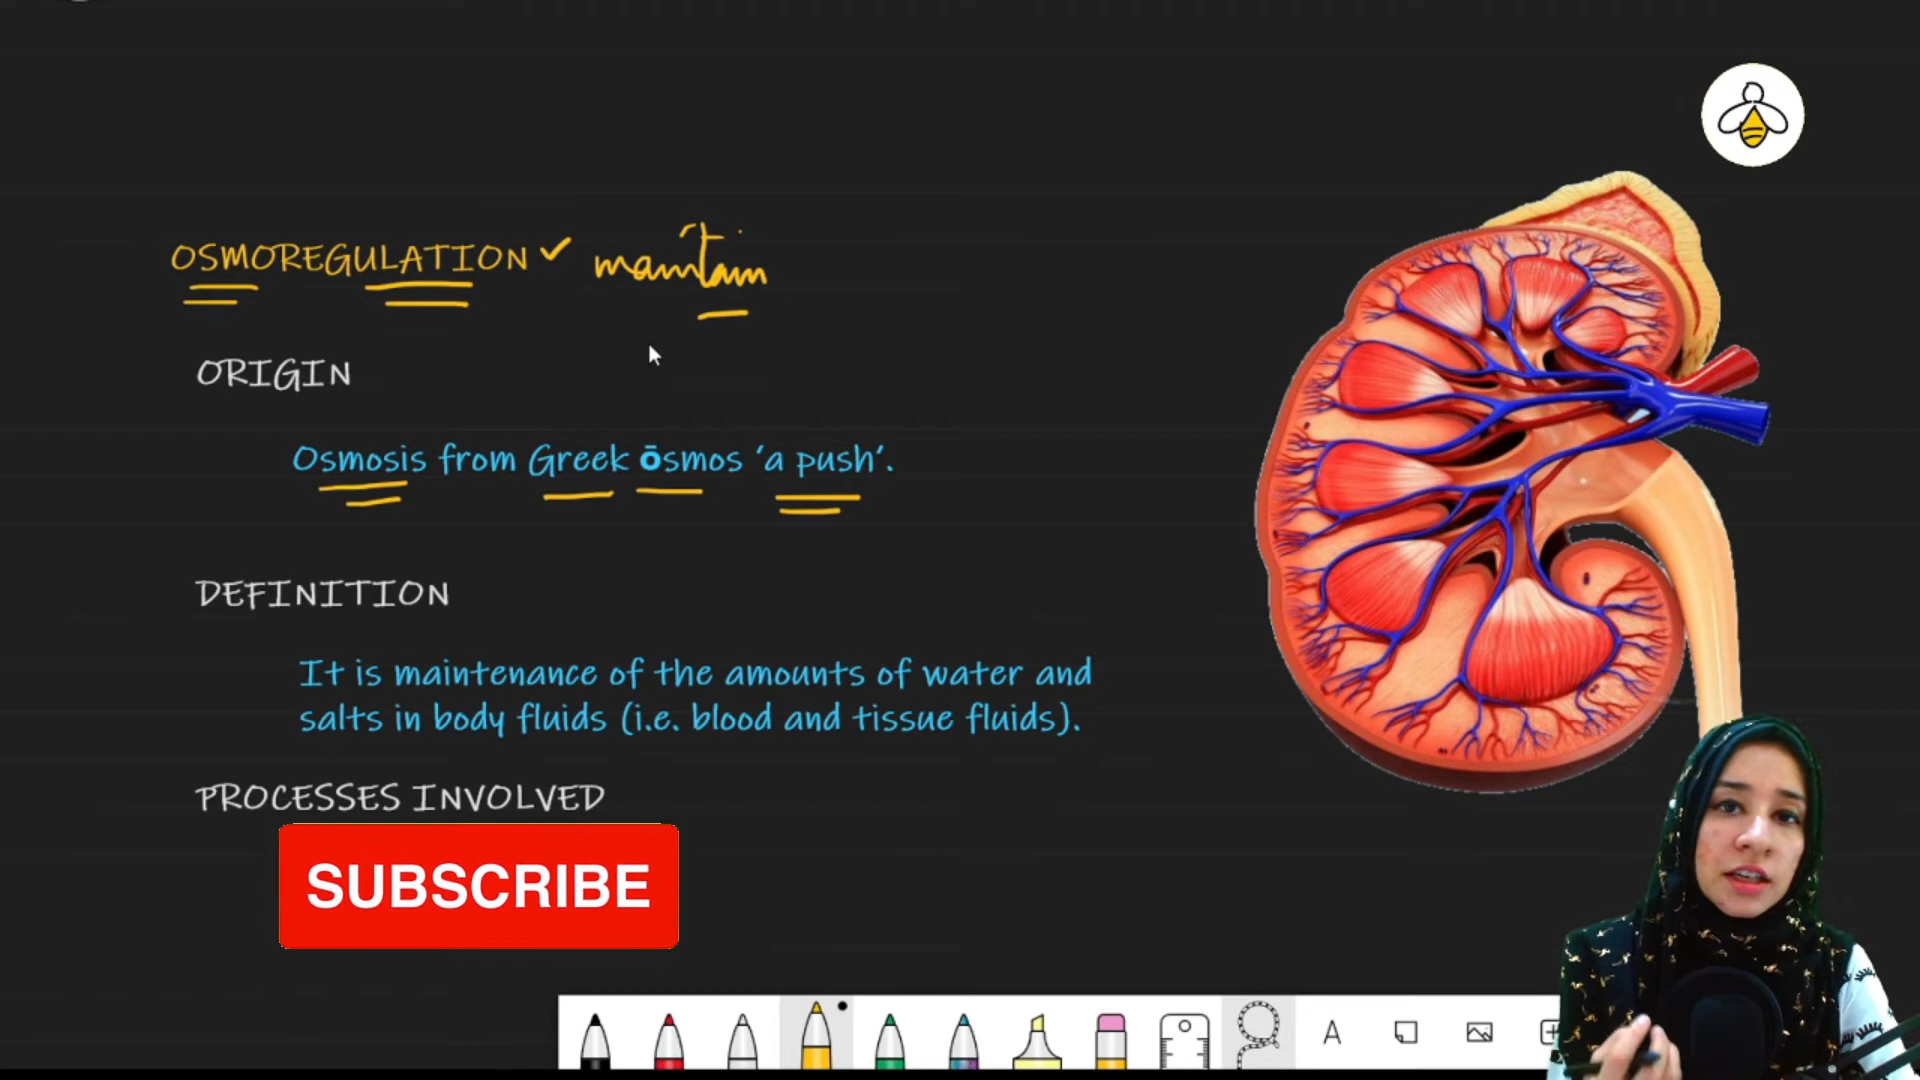 OSMOREGULATION ✓ maintain
ORIGIN
Osmosis from Greek ōsmos ‘a push’.
DEFINITION
It is maintenance of the amounts of water and
salts in body fluids (i.e. blood and tissue fluids).
PROCESSES INVOLVED
SUBSCRIBE
A